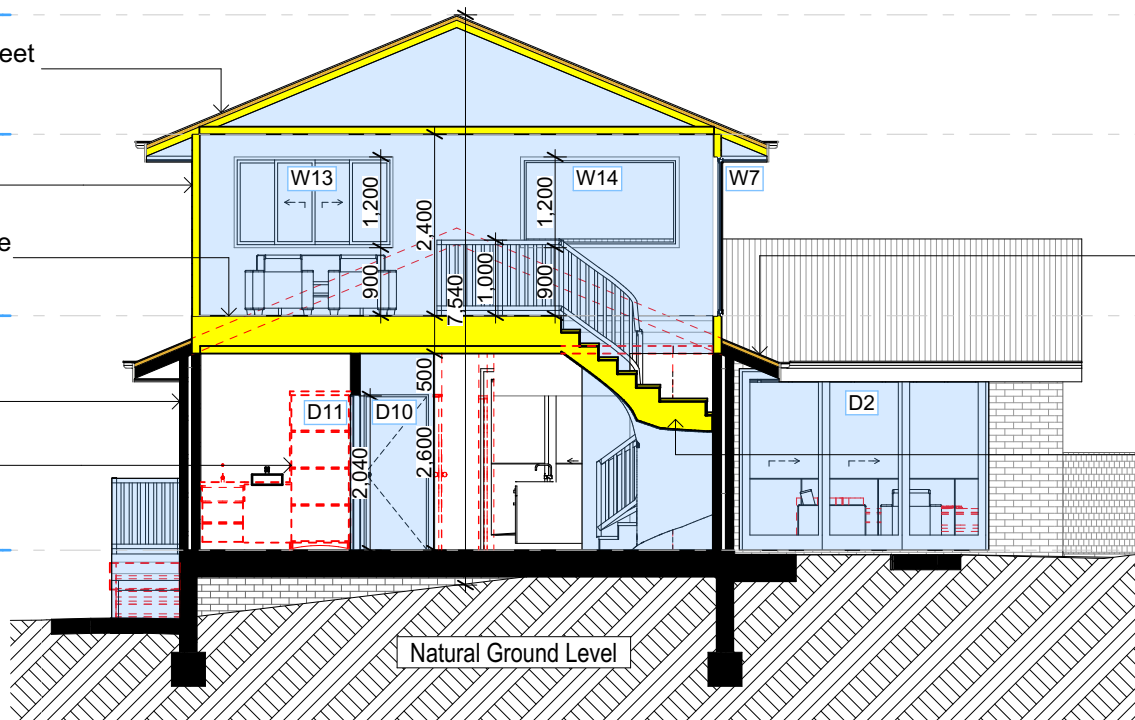 eet
W13
W14
W7
1,200
1,200
2,400
e
900
7,540
1,000
900
500
D11
D10
D2
2,040
2,600
Natural Ground Level